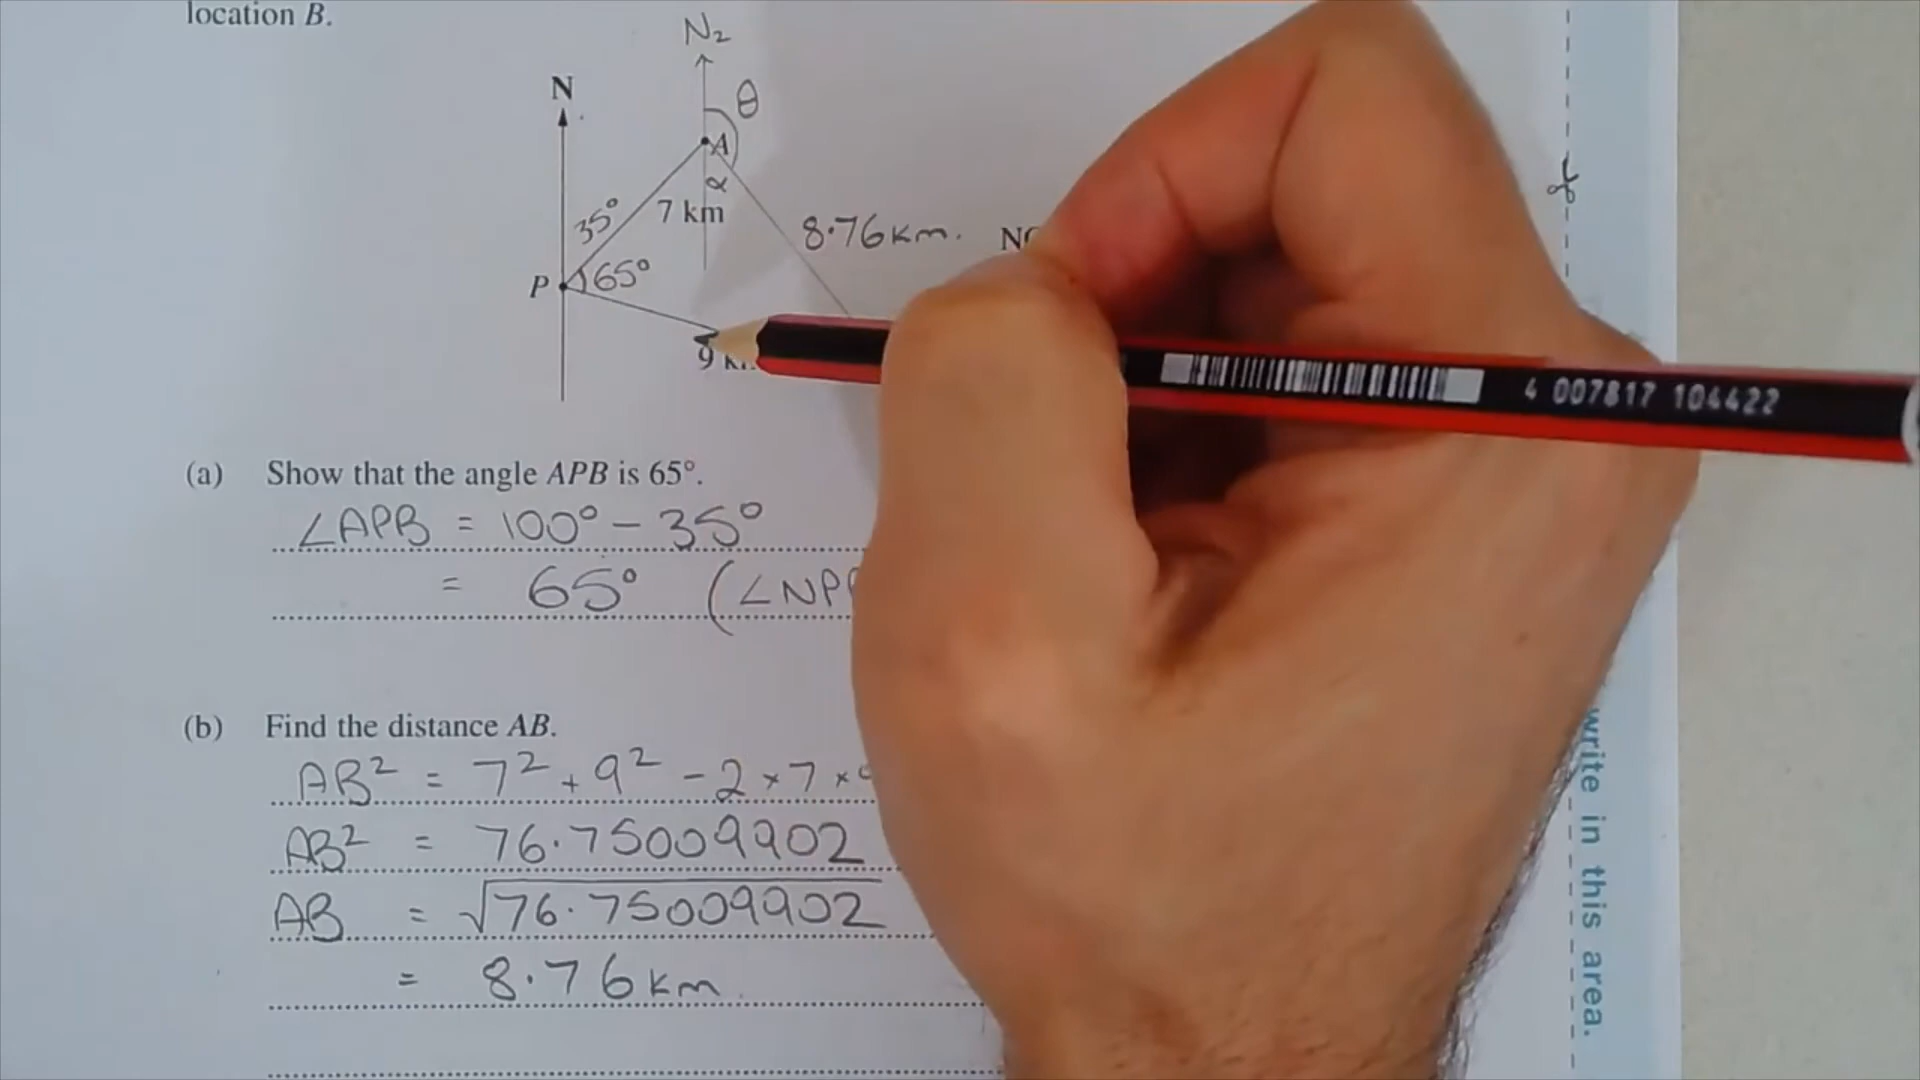 location B.
N₂
N
θ
A
α
35°
7 km
8.76km.
P
65°
9
4 007817 104422
(a) Show that the angle APB is 65°.
∠APB = 100° - 35°
= 65° (∠NP
(b) Find the distance AB.
AB² = 7² + 9² - 2 × 7 ×
AB² = 76.75009902
AB = √76.75009902
= 8.76km
write in this area.